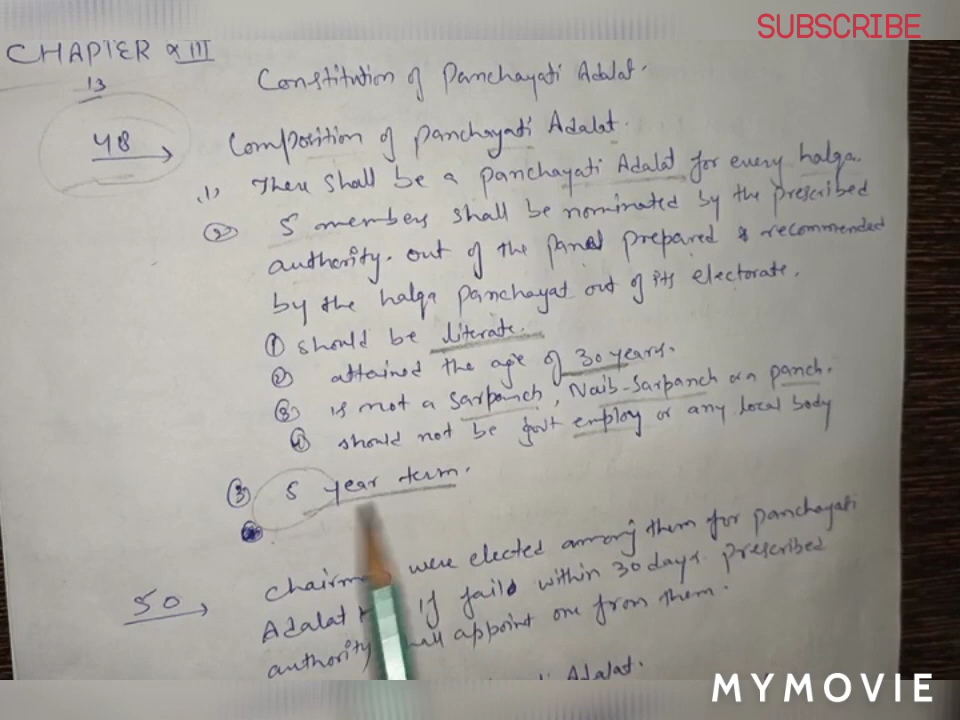 SUBSCRIBE
CHAPTER XIII
13
Constitution of Panchayati Adalat.
48 Composition of panchayati Adalat.
(1) There shall be a panchayati Adalat for every halqa.
(2) 5 members shall be nominated by the prescribed
authority. out of the panel prepared & recommended
by the halqa panchayat out of its electorate.
(1) should be literate.
(2) attained the age of 30 years.
(3) is not a sarpanch, Naib-Sarpanch or a panch.
(4) should not be govt employ or any local body
(3) 5 year term.
50 chairman were elected among them for panchayati
Adalat if fails within 30 days. prescribed
authority shall appoint one from them.
Adalat.
MYMOVIE